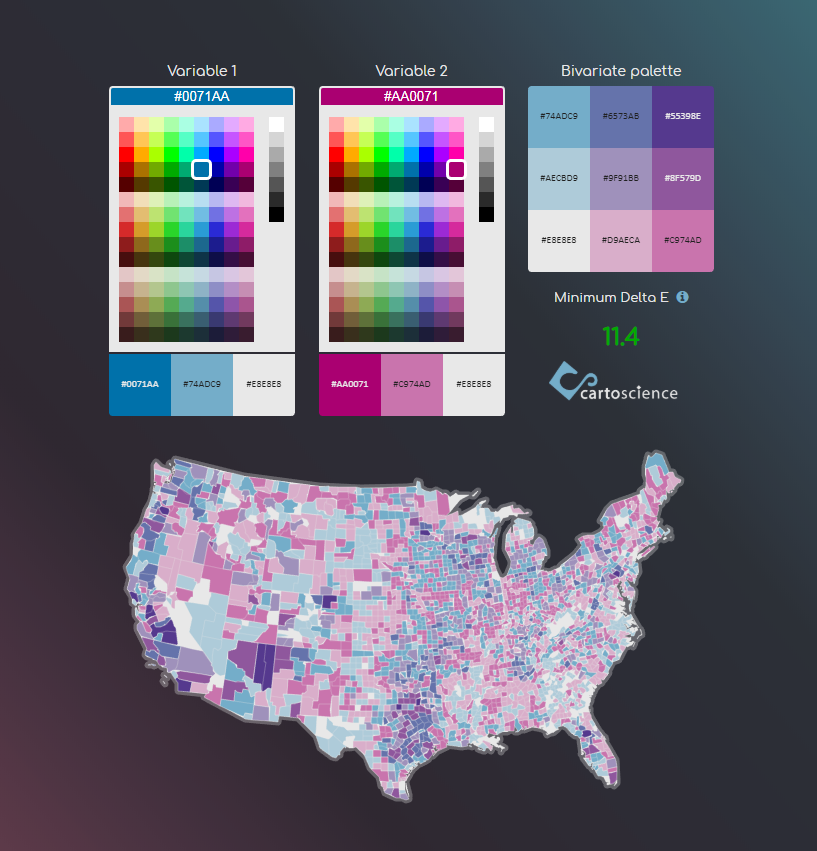 Variable 1
#0071AA
#0071AA
#74ADC9
#E8E8E8
Variable 2
#AA0071
#AA0071
#C974AD
#E8E8E8
Bivariate palette
#74ADC9
#6573AB
#55398E
#AECBD9
#9F91BB
#8F579D
#E8E8E8
#D9AECA
#C974AD
Minimum Delta E
11.4
cartoscience